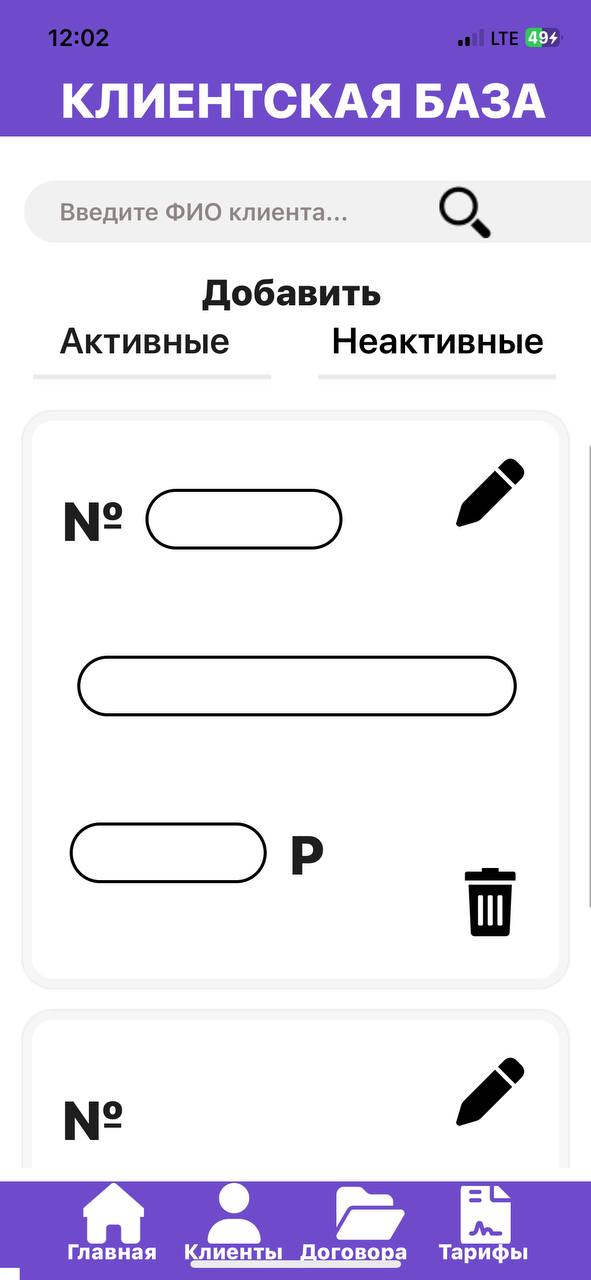 12:02 LTE 49
КЛИЕНТСКАЯ БАЗА
Введите ФИО клиента...
Добавить
Активные Неактивные
Nº
Р
Nº
Главная Клиенты Договора Тарифы